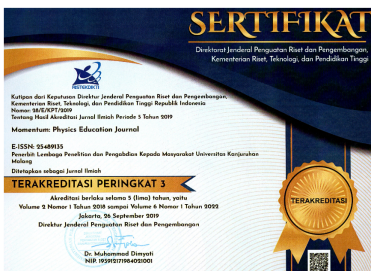 SERTIFIKAT
Direktorat Jenderal Penguatan Riset dan Pengembangan,
Kementerian Riset, Teknologi, dan Pendidikan Tinggi
RISTEKDIKTI
Kutipan dari Keputusan Direktur Jenderal Penguatan Riset dan Pengembangan,
Kementerian Riset, Teknologi, dan Pendidikan Tinggi Republik Indonesia
Nomor: 28/E/KPT/2019
Tentang Hasil Akreditasi Jurnal Ilmiah Periode 5 Tahun 2019
Momentum: Physics Education Journal
E-ISSN: 25489135
Penerbit Lembaga Penelitian dan Pengabdian Kepada Masyarakat Universitas Kanjuruhan
Malang
Ditetapkan sebagai Jurnal Ilmiah
TERAKREDITASI PERINGKAT 3
TERAKREDITASI
Akreditasi berlaku selama 5 (lima) tahun, yaitu
Volume 2 Nomor 1 Tahun 2018 sampai Volume 6 Nomor 1 Tahun 2022
Jakarta, 26 September 2019
Direktur Jenderal Penguatan Riset dan Pengembangan
Dr. Muhammad Dimyati
NIP. 195912171984021001